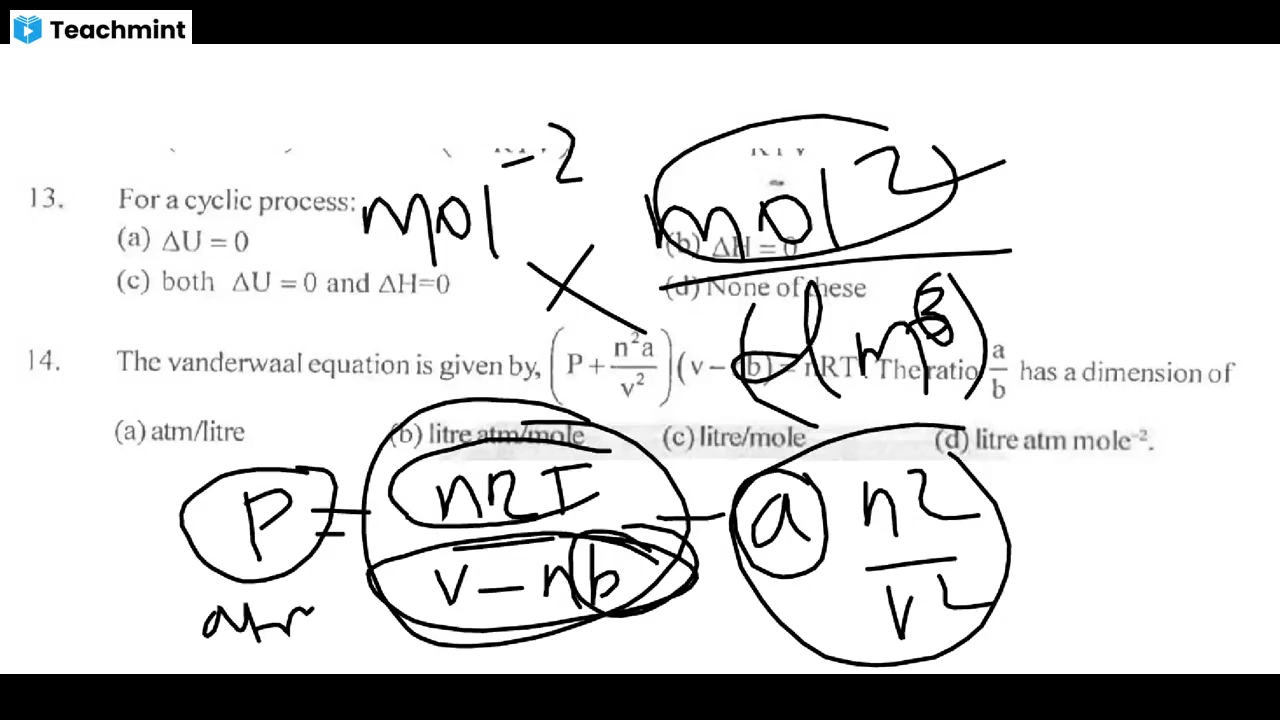 Teachmint
mol⁻² × mol²
(dm³)
13. For a cyclic process:
(a) ΔU = 0 (b) ΔH = 0
(c) both ΔU = 0 and ΔH=0 (d) None of these
14. The vanderwaal equation is given by, (P + n²a/v²)(v – b) = nRT. The ratio a/b has a dimension of
(a) atm/litre (b) litre atm/mole (c) litre/mole (d) litre atm mole⁻².
P = nRT/(v – nb) – a n²/v²